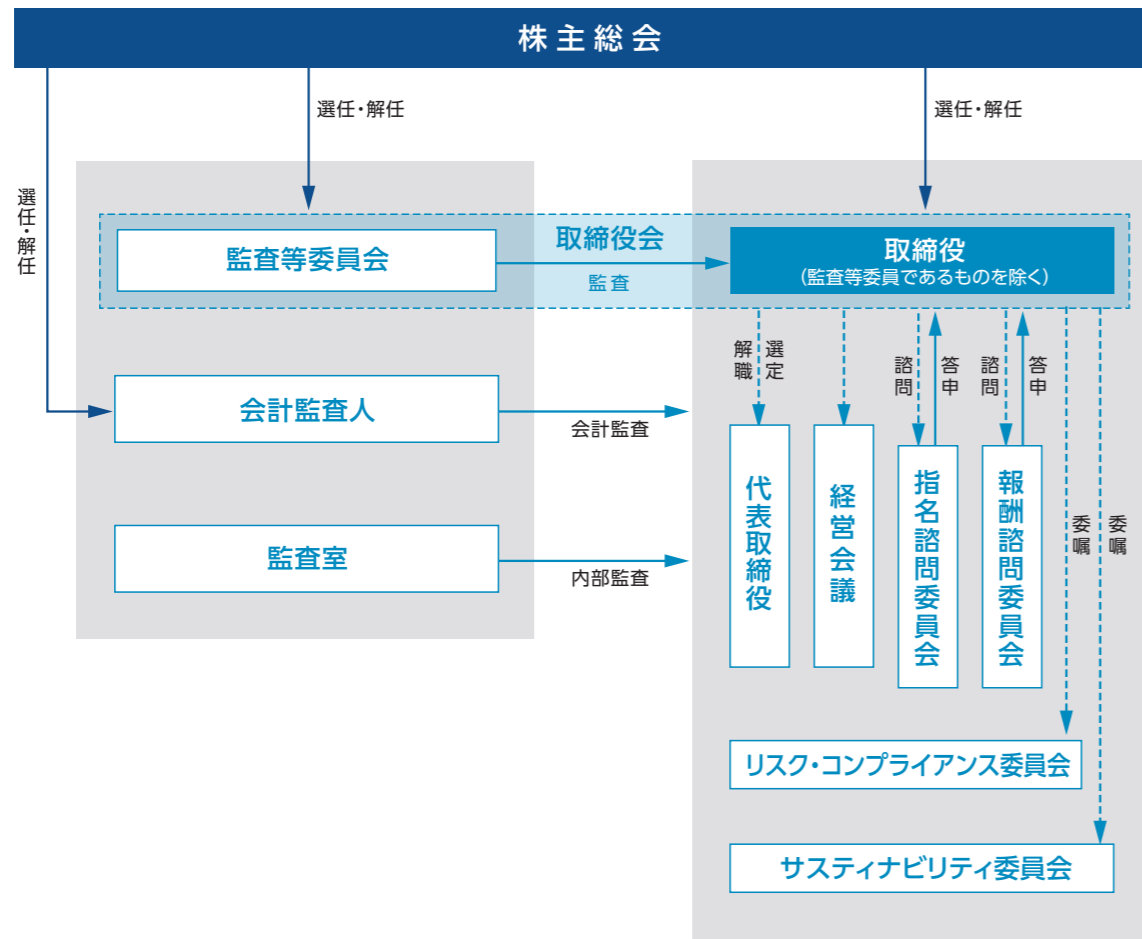 株主総会
選任・解任
選任・解任
選任・解任
取締役会
監査等委員会
監査
取締役
(監査等委員であるものを除く)
会計監査人
会計監査
監査室
内部監査
選定
解職
諮問
答申
諮問
答申
委嘱
委嘱
代表取締役
経営会議
指名諮問委員会
報酬諮問委員会
リスク・コンプライアンス委員会
サスティナビリティ委員会